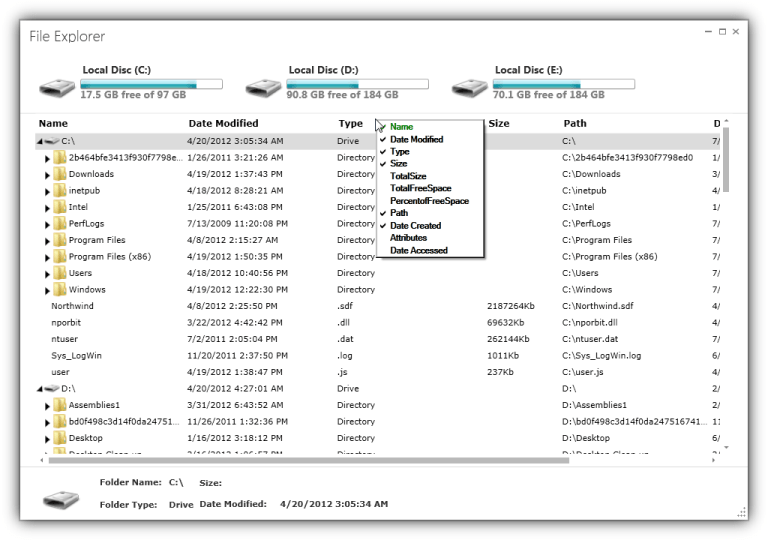 File Explorer
Local Disc (C:) Local Disc (D:) Local Disc (E:)
17.5 GB free of 97 GB 90.8 GB free of 184 GB 70.1 GB free of 184 GB
Name Date Modified Type Size Path D
C:\ 4/20/2012 3:05:34 AM Drive C:\ 7/
2b464bfe3413f930f7798e... 1/26/2011 3:21:26 AM Directory C:\2b464bfe3413f930f7798ed0 1/
Downloads 4/19/2012 1:37:43 PM Directory C:\Downloads 3/
inetpub 4/18/2012 8:28:21 AM Directory C:\inetpub 4/
Intel 1/25/2011 6:43:08 PM Directory C:\Intel 1/
PerfLogs 7/13/2009 11:20:08 PM Directory C:\PerfLogs 7/
Program Files 4/8/2012 2:15:27 AM Directory C:\Program Files 7/
Program Files (x86) 4/19/2012 1:50:35 PM Directory C:\Program Files (x86) 7/
Users 4/18/2012 10:40:56 PM Directory C:\Users 7/
Windows 4/19/2012 12:22:30 PM Directory C:\Windows 7/
Northwind 4/8/2012 2:25:50 PM .sdf 2187264Kb C:\Northwind.sdf 4/
nporbit 3/22/2012 4:42:42 PM .dll 69632Kb C:\nporbit.dll 4/
ntuser 7/2/2011 2:05:04 PM .dat 262144Kb C:\ntuser.dat 7/
Sys_LogWin 11/20/2011 2:37:50 PM .log 1011Kb C:\Sys_LogWin.log 6/
user 4/19/2012 1:38:47 PM .js 237Kb C:\user.js 4/
D:\ 4/20/2012 4:27:01 AM Drive D:\ 2/
Assemblies1 3/31/2012 6:43:52 AM Directory D:\Assemblies1 2/
bd0f498c3d14f0da24751... 11/26/2011 1:32:36 PM Directory D:\bd0f498c3d14f0da247516741... 11
Desktop 1/16/2012 3:18:12 PM Directory D:\Desktop 6/
Name
Date Modified
Type
Size
TotalSize
TotalFreeSpace
PercentofFreeSpace
Path
Date Created
Attributes
Date Accessed
Folder Name: C:\ Size:
Folder Type: Drive Date Modified: 4/20/2012 3:05:34 AM